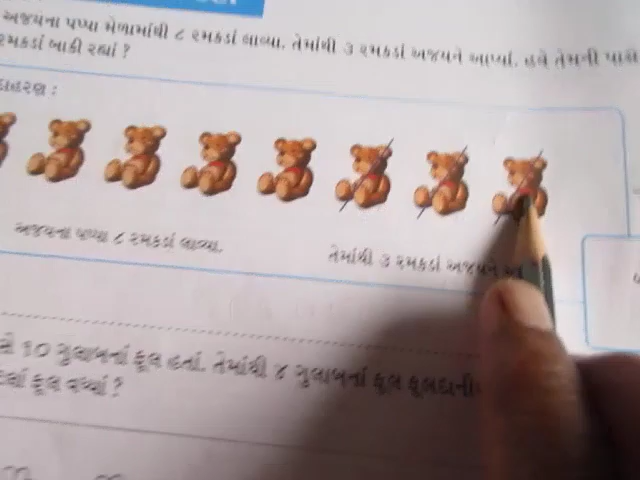 અજયના પપ્પા મેળામાંથી ૮ રમકડાં લાવ્યા. તેમાંથી ૩ રમકડાં અજયને આપ્યાં. હવે તેમની પાસે
રમકડાં બાકી રહ્યાં ?
દાહરણ :
અજયના પપ્પા ૮ રમકડાં લાવ્યા.
તેમાંથી ૩ રમકડાં અજયને આ
સે 10 ગુલાબનાં ફૂલ હતાં. તેમાંથી ૪ ગુલાબનાં ફૂલ ફૂલદાની
ટલાં ફૂલ વધ્યાં ?